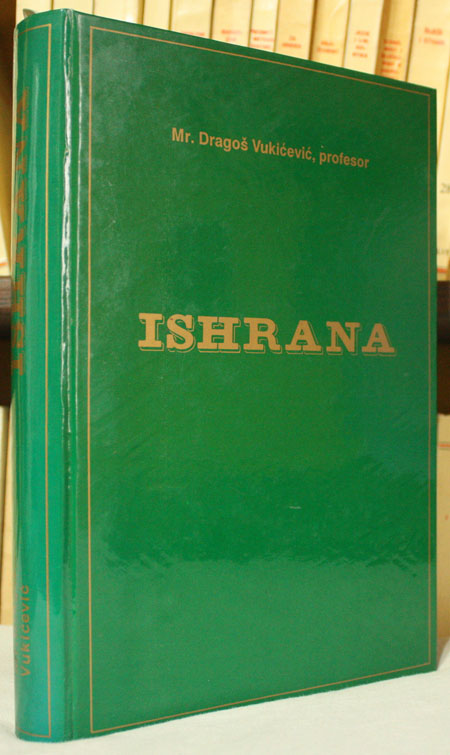 Mr. Dragoš Vukićević, profesor
ISHRANA
ISHRANA
Vukićević